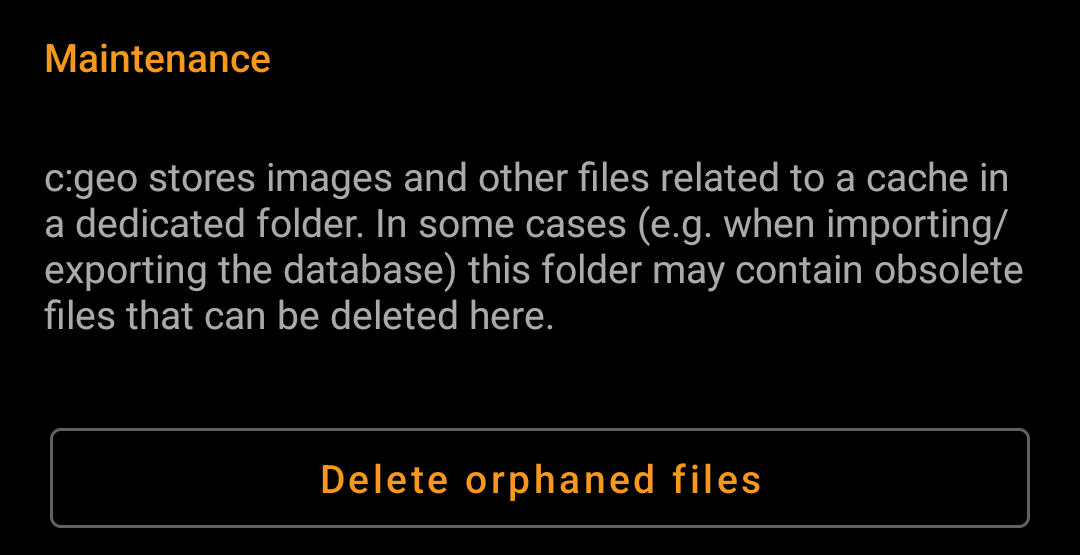 Maintenance
c:geo stores images and other files related to a cache in
a dedicated folder. In some cases (e.g. when importing/
exporting the database) this folder may contain obsolete
files that can be deleted here.
Delete orphaned files